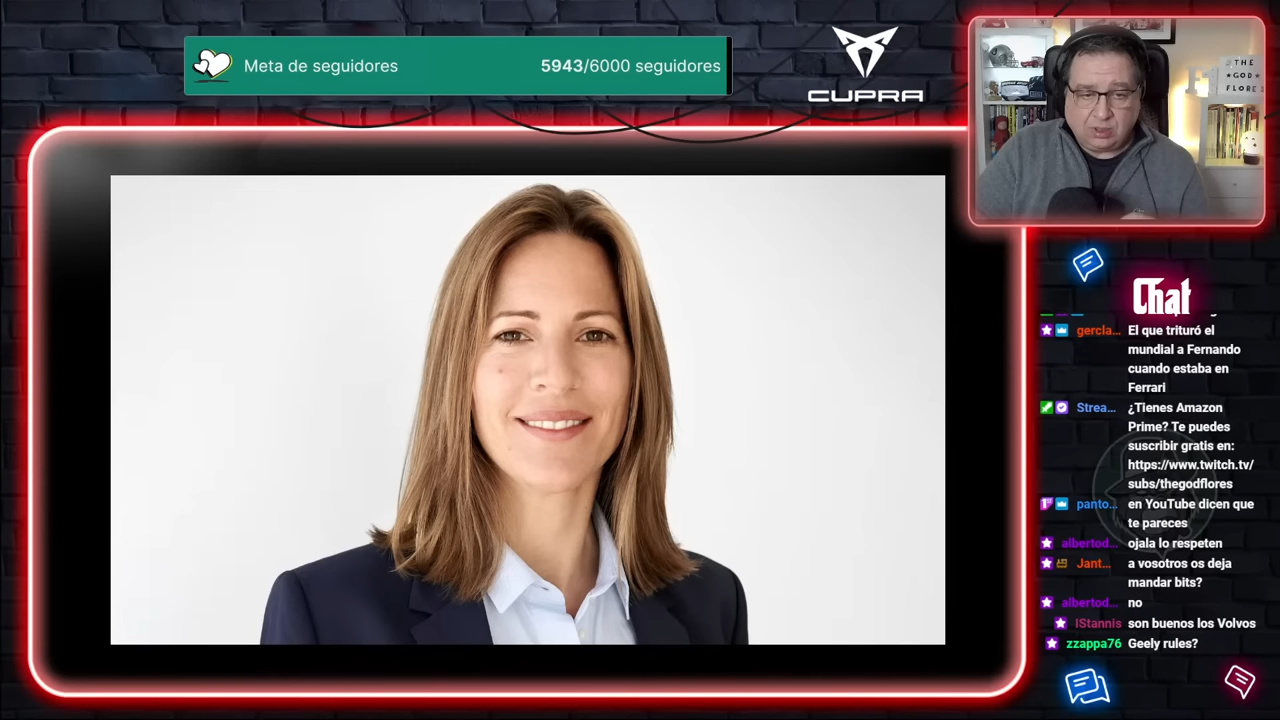 Meta de seguidores
5943/6000 seguidores
CUPRA
THE
GOD
FLORES
Chat
gercla... El que trituró el
mundial a Fernando
cuando estaba en
Ferrari
Strea... ¿Tienes Amazon
Prime? Te puedes
suscribir gratis en:
https://www.twitch.tv/
subs/thegodflores
panto... en YouTube dicen que
te pareces
albertod... ojala lo respeten
Jant... a vosotros os deja
mandar bits?
albertod... no
IStannis son buenos los Volvos
zzappa76 Geely rules?